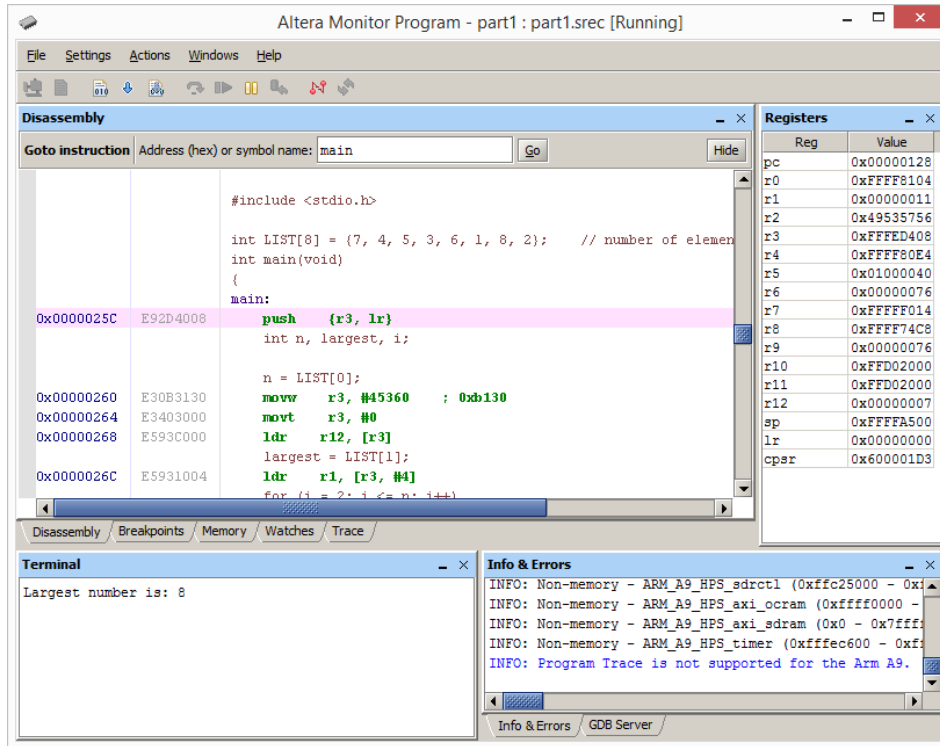 Altera Monitor Program - part1 : part1.srec [Running]
File Settings Actions Windows Help
Disassembly
Goto instruction Address (hex) or symbol name: main Go Hide
#include <stdio.h>
int LIST[8] = {7, 4, 5, 3, 6, 1, 8, 2}; // number of elemen
int main(void)
{
main:
0x0000025C E92D4008 push {r3, lr}
int n, largest, i;
n = LIST[0];
0x00000260 E30B3130 movw r3, #45360 ; 0xb130
0x00000264 E3403000 movt r3, #0
0x00000268 E593C000 ldr r12, [r3]
largest = LIST[1];
0x0000026C E5931004 ldr r1, [r3, #4]
for (i = 2; i <= n; i++)
Disassembly Breakpoints Memory Watches Trace
Registers
Reg Value
pc 0x00000128
r0 0xFFFF8104
r1 0x00000011
r2 0x49535756
r3 0xFFFED408
r4 0xFFFF80E4
r5 0x01000040
r6 0x00000076
r7 0xFFFFF014
r8 0xFFFF74C8
r9 0x00000076
r10 0xFFD02000
r11 0xFFD02000
r12 0x00000007
sp 0xFFFFA500
lr 0x00000000
cpsr 0x600001D3
Terminal
Largest number is: 8
Info & Errors
INFO: Non-memory - ARM_A9_HPS_sdrctl (0xffc25000 - 0xf
INFO: Non-memory - ARM_A9_HPS_axi_ocram (0xffff0000 -
INFO: Non-memory - ARM_A9_HPS_axi_sdram (0x0 - 0x7fff
INFO: Non-memory - ARM_A9_HPS_timer (0xfffec600 - 0xff
INFO: Program Trace is not supported for the Arm A9.
Info & Errors GDB Server